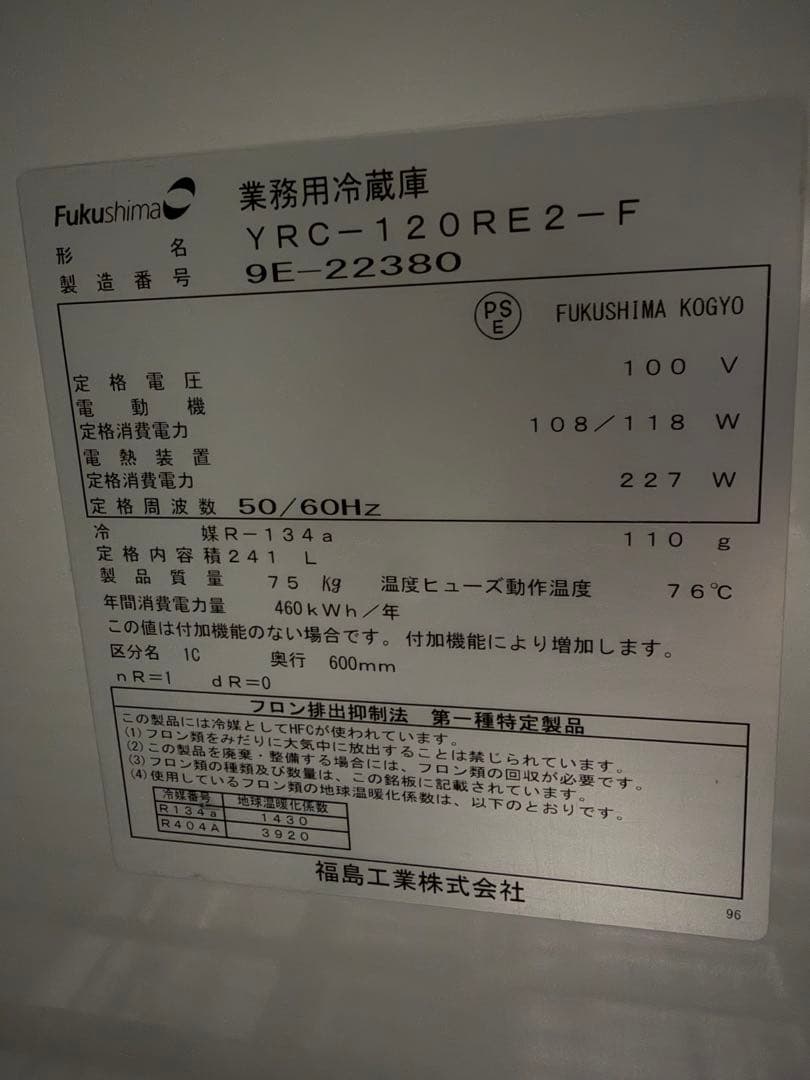 Fukushima
業務用冷蔵庫
形名 YRC－120RE2－F
製造番号 9E－22380
PSE FUKUSHIMA KOGYO
定格電圧 100 V
電動機
定格消費電力 108／118 W
電熱装置
定格消費電力 227 W
定格周波数 50/60Hz
冷媒 R－134a 110 g
定格内容積 241 L
製品質量 75 Kg 温度ヒューズ動作温度 76℃
年間消費電力量 460kWh／年
この値は付加機能のない場合です。付加機能により増加します。
区分名 1C 奥行 600mm
nR=1 dR=0
フロン排出抑制法 第一種特定製品
この製品には冷媒としてHFCが使われています。
(1)フロン類をみだりに大気中に放出することは禁じられています。
(2)この製品を廃棄・整備する場合には、フロン類の回収が必要です。
(3)フロン類の種類及び数量は、この銘板に記載されています。
(4)使用しているフロン類の地球温暖化係数は、以下のとおりです。
冷媒番号 地球温暖化係数
R134a 1430
R404A 3920
福島工業株式会社
96